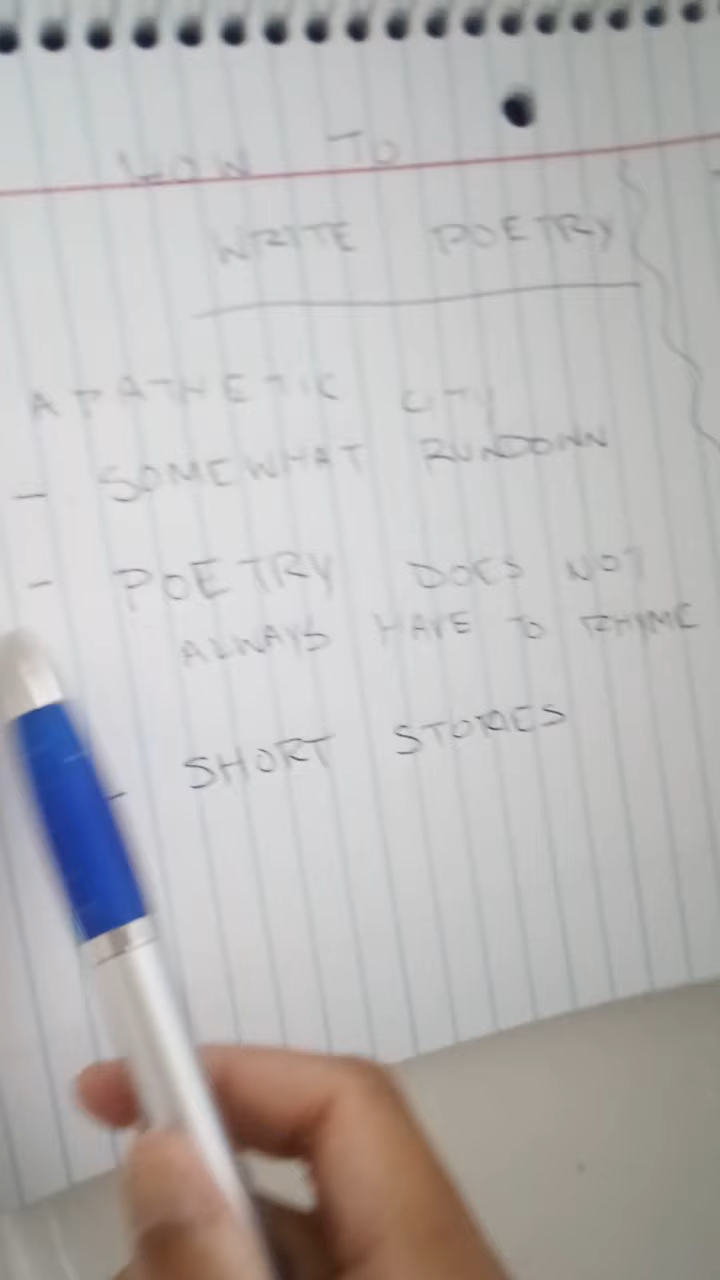 HOW TO
WRITE POETRY
APATHETIC CITY
- SOMEWHAT RUNDOWN
- POETRY DOES NOT
ALWAYS HAVE TO RHYME
- SHORT STORIES